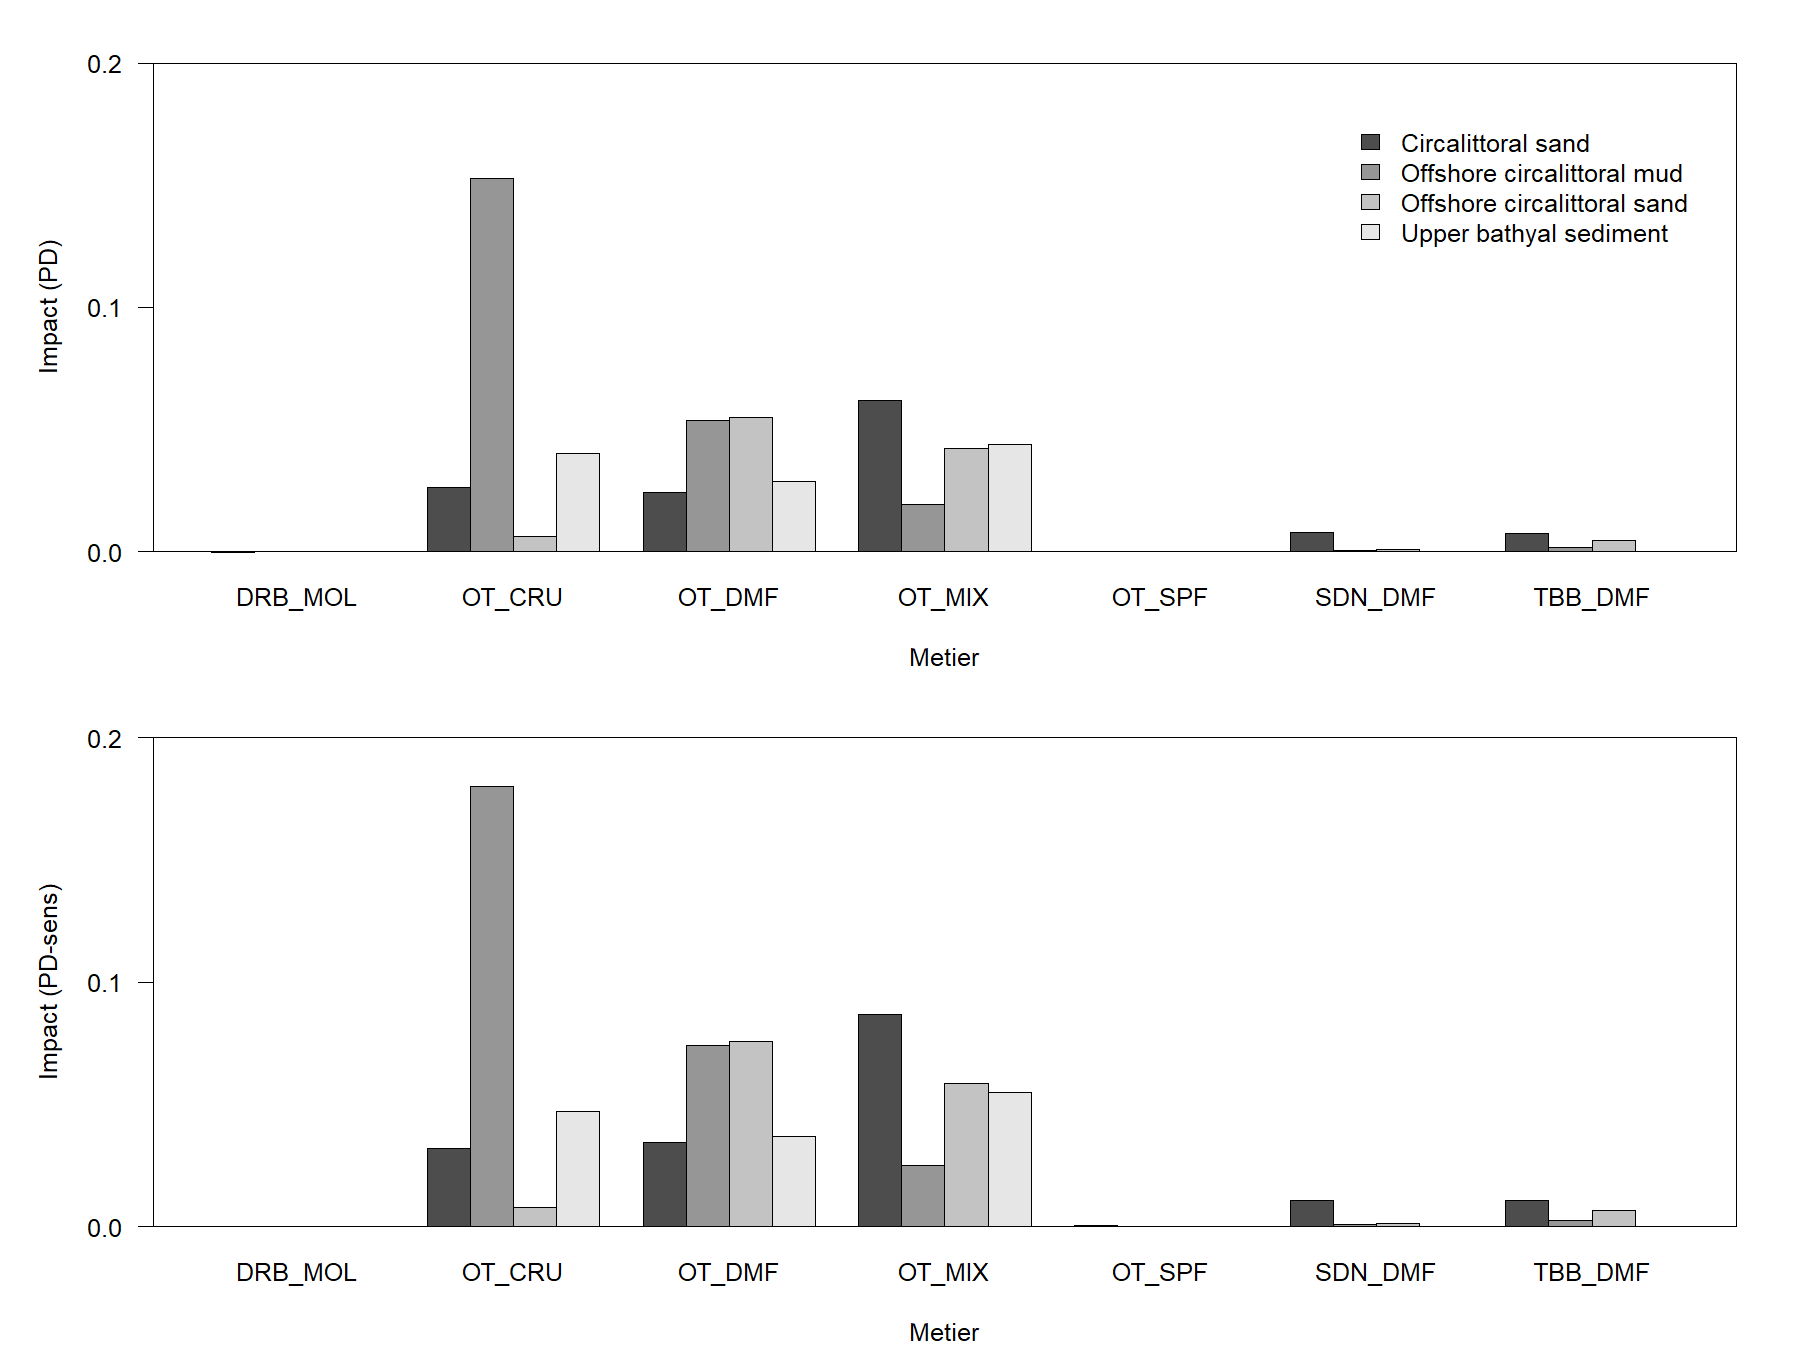 0.2
0.1
0.0
Impact (PD)
Circalittoral sand
Offshore circalittoral mud
Offshore circalittoral sand
Upper bathyal sediment
DRB_MOL OT_CRU OT_DMF OT_MIX OT_SPF SDN_DMF TBB_DMF
Metier
0.2
0.1
0.0
Impact (PD-sens)
DRB_MOL OT_CRU OT_DMF OT_MIX OT_SPF SDN_DMF TBB_DMF
Metier